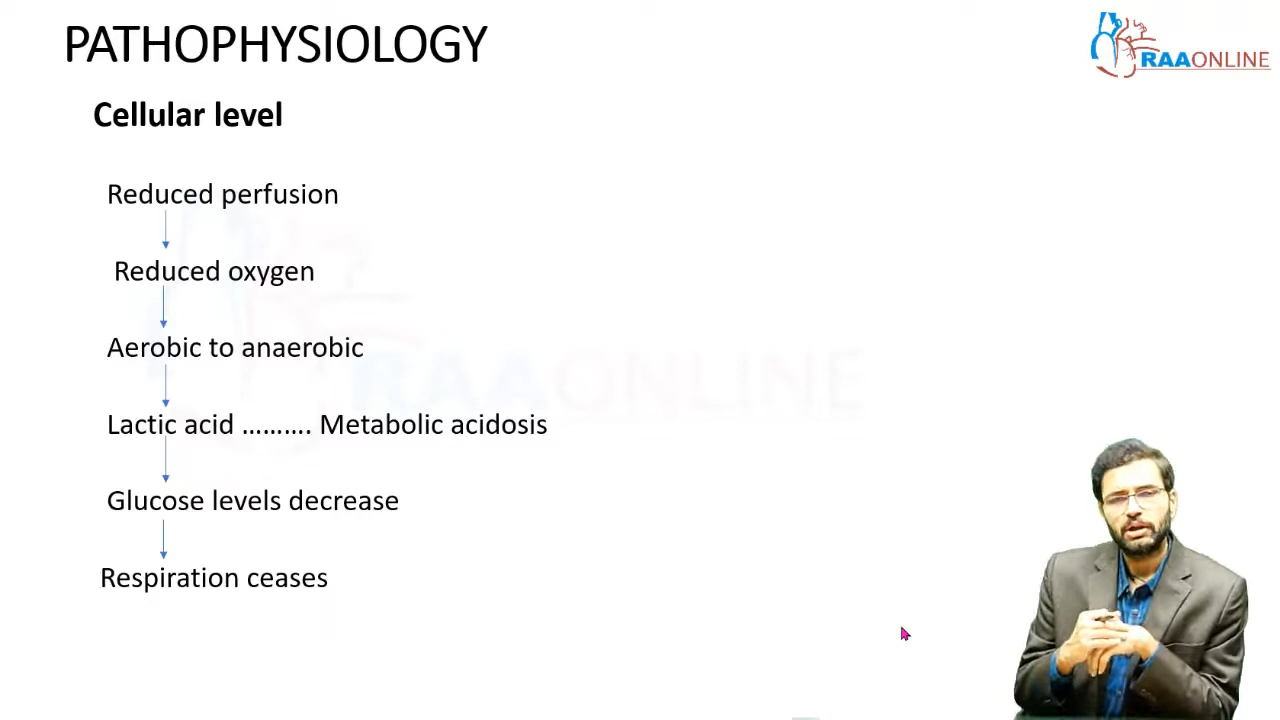 PATHOPHYSIOLOGY
RAAONLINE
Cellular level
Reduced perfusion
Reduced oxygen
Aerobic to anaerobic
RAAONLINE
Lactic acid ………. Metabolic acidosis
Glucose levels decrease
Respiration ceases